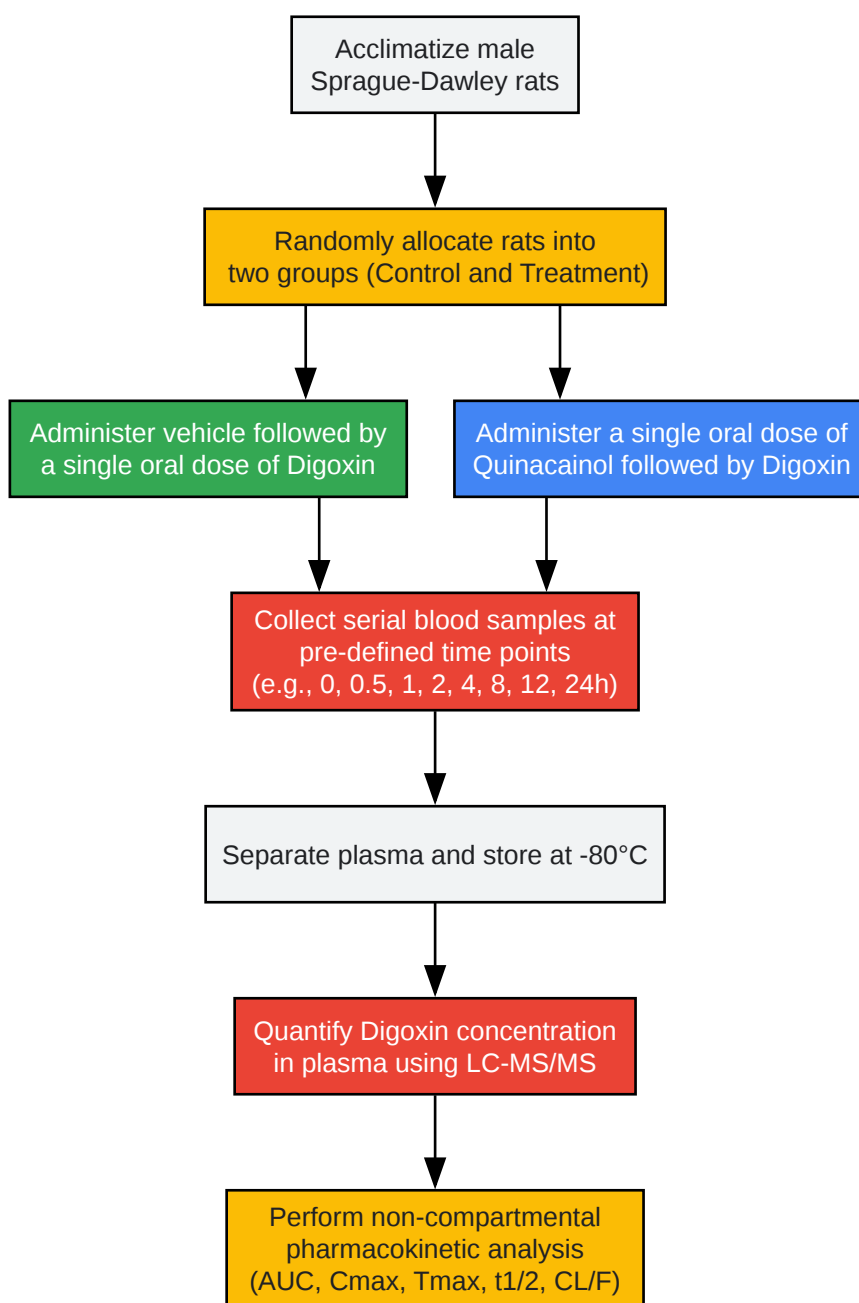 Acclimatize male
Sprague-Dawley rats
Randomly allocate rats into
two groups (Control and Treatment)
Administer vehicle followed by
a single oral dose of Digoxin
Administer a single oral dose of
Quinacainol followed by Digoxin
Collect serial blood samples at
pre-defined time points
(e.g., 0, 0.5, 1, 2, 4, 8, 12, 24h)
Separate plasma and store at -80°C
Quantify Digoxin concentration
in plasma using LC-MS/MS
Perform non-compartmental
pharmacokinetic analysis
(AUC, Cmax, Tmax, t1/2, CL/F)